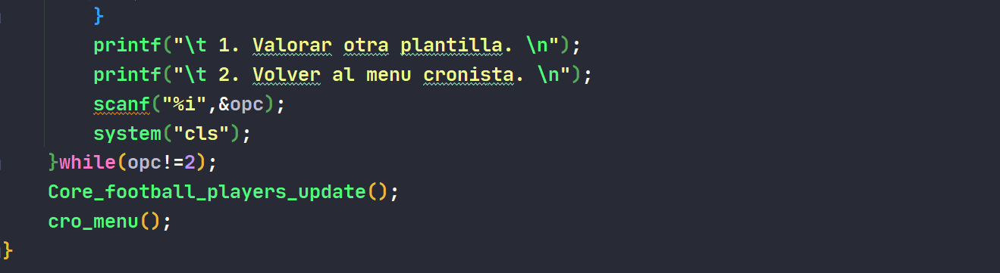 }
printf("\t 1. Valorar otra plantilla. \n");
printf("\t 2. Volver al menu cronista. \n");
scanf("%i",&opc);
system("cls");
}while(opc!=2);
Core_football_players_update();
cro_menu();
}